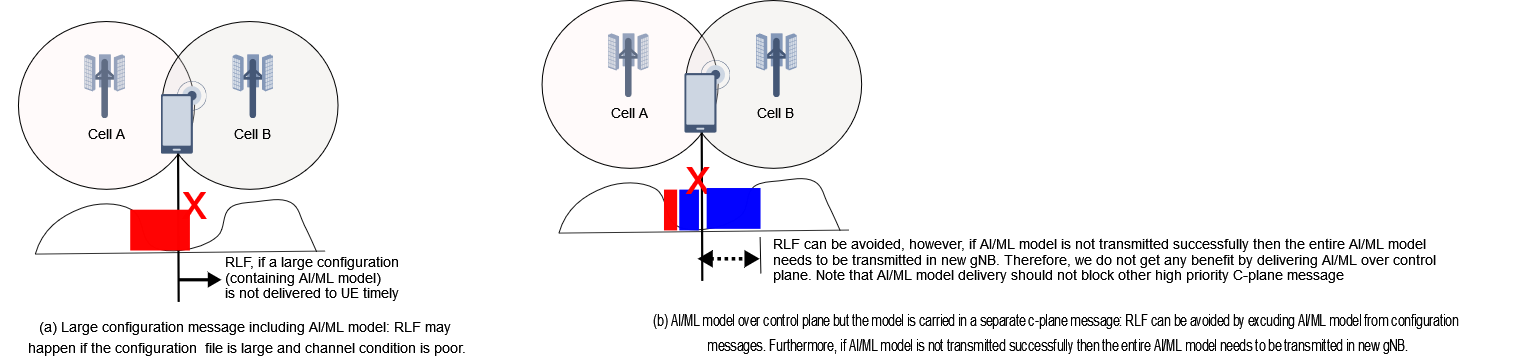 Cell A
Cell B
X
RLF, if a large configuration
(containing AI/ML model)
is not delivered to UE timely
(a) Large configuration message including AI/ML model: RLF may
happen if the configuration file is large and channel condition is poor.
Cell A
Cell B
X
RLF can be avoided, however, if AI/ML model is not transmitted successfully then the entire AI/ML model
needs to be transmitted in new gNB. Therefore, we do not get any benefit by delivering AI/ML over control
plane. Note that AI/ML model delivery should not block other high priority C-plane message
(b) AI/ML model over control plane but the model is carried in a separate c-plane message: RLF can be avoided by excuding AI/ML model from configuration
messages. Furthermore, if AI/ML model is not transmitted successfully then the entire AI/ML model needs to be transmitted in new gNB.